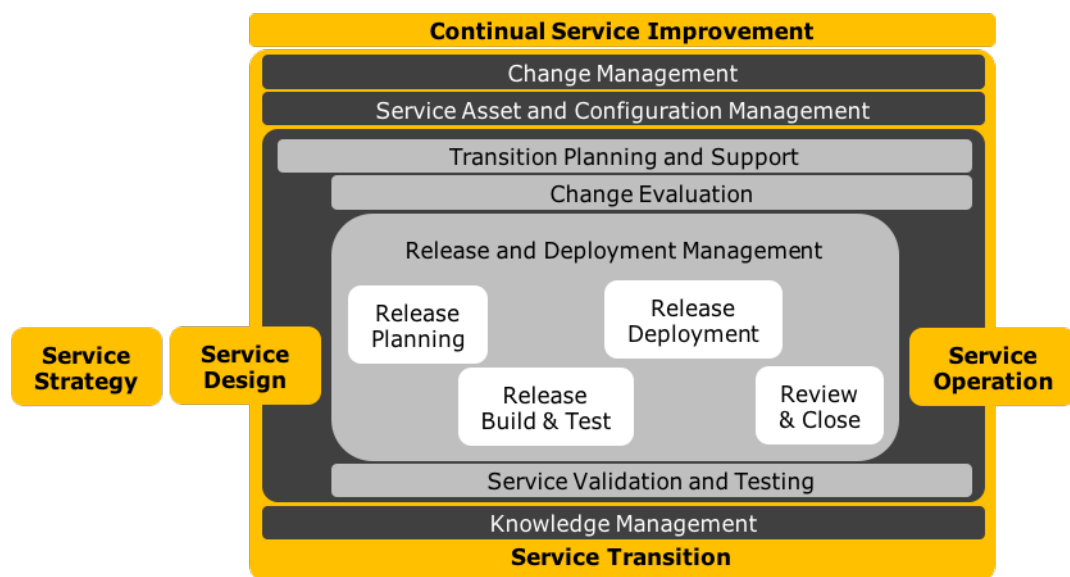 Continual Service Improvement
Change Management
Service Asset and Configuration Management
Transition Planning and Support
Change Evaluation
Release and Deployment Management
Release
Planning
Release
Deployment
Service
Strategy
Service
Design
Service
Operation
Release
Build & Test
Review
& Close
Service Validation and Testing
Knowledge Management
Service Transition